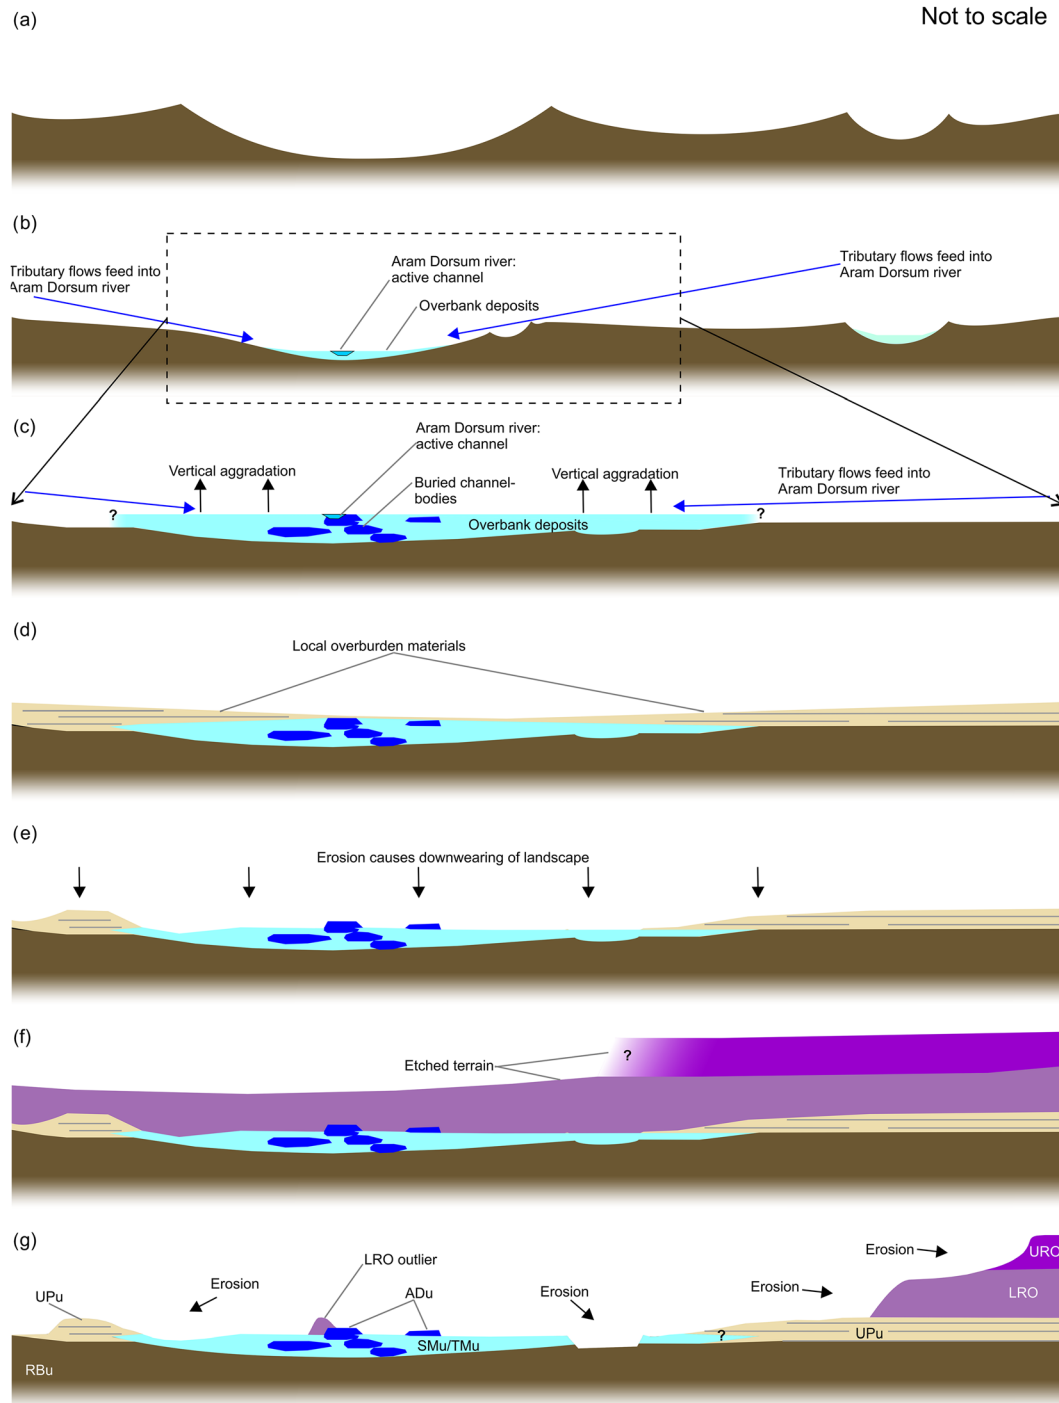 (a)
Not to scale
(b)
Tributary flows feed into
Aram Dorsum river
Aram Dorsum river:
active channel
Overbank deposits
Tributary flows feed into
Aram Dorsum river
(c)
Aram Dorsum river:
active channel
Vertical aggradation
Buried channel-
bodies
Vertical aggradation
Tributary flows feed into
Aram Dorsum river
?
Overbank deposits
?
(d)
Local overburden materials
(e)
Erosion causes downwearing of landscape
(f)
Etched terrain
?
(g)
LRO outlier
Erosion
URO
UPu
Erosion
ADu
Erosion
Erosion
LRO
SMu/TMu
?
UPu
RBu